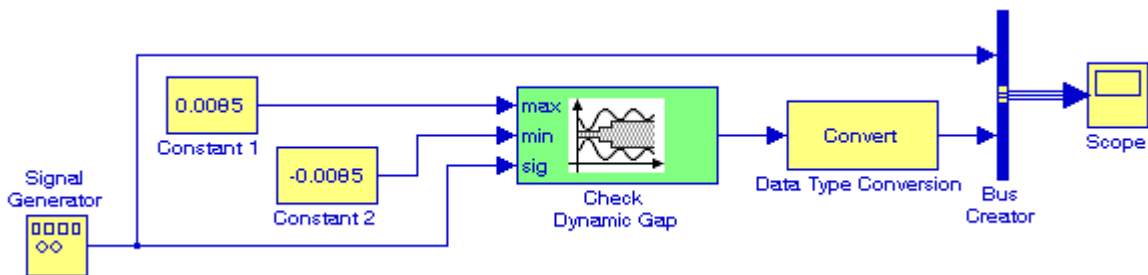 0.0085
Constant 1
-0.0085
Constant 2
Signal
Generator
max
min
sig
Check
Dynamic Gap
Convert
Data Type Conversion
Bus
Creator
Scope